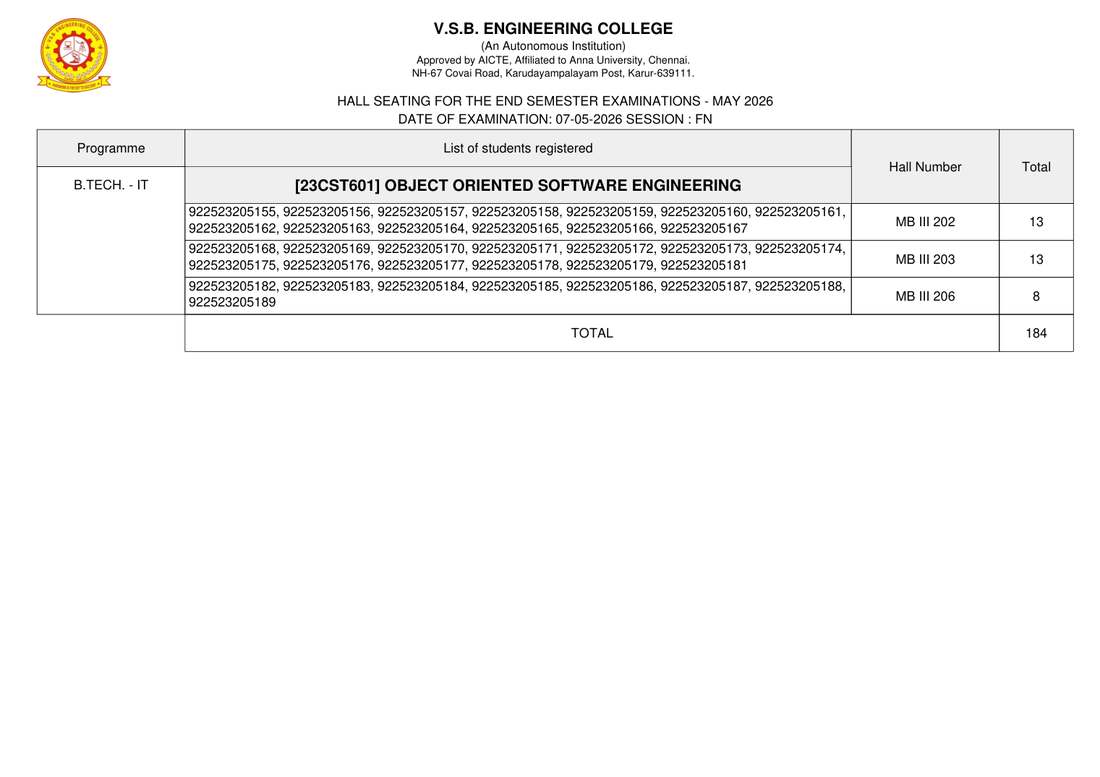 V.S.B. ENGINEERING COLLEGE
(An Autonomous Institution)
Approved by AICTE, Affiliated to Anna University, Chennai.
NH-67 Covai Road, Karudayampalayam Post, Karur-639111.
HALL SEATING FOR THE END SEMESTER EXAMINATIONS - MAY 2026
DATE OF EXAMINATION: 07-05-2026 SESSION : FN
Programme
List of students registered
Hall Number
Total
B.TECH. - IT
[23CST601] OBJECT ORIENTED SOFTWARE ENGINEERING
922523205155, 922523205156, 922523205157, 922523205158, 922523205159, 922523205160, 922523205161,
922523205162, 922523205163, 922523205164, 922523205165, 922523205166, 922523205167
MB III 202
13
922523205168, 922523205169, 922523205170, 922523205171, 922523205172, 922523205173, 922523205174,
922523205175, 922523205176, 922523205177, 922523205178, 922523205179, 922523205181
MB III 203
13
922523205182, 922523205183, 922523205184, 922523205185, 922523205186, 922523205187, 922523205188,
922523205189
MB III 206
8
TOTAL
184